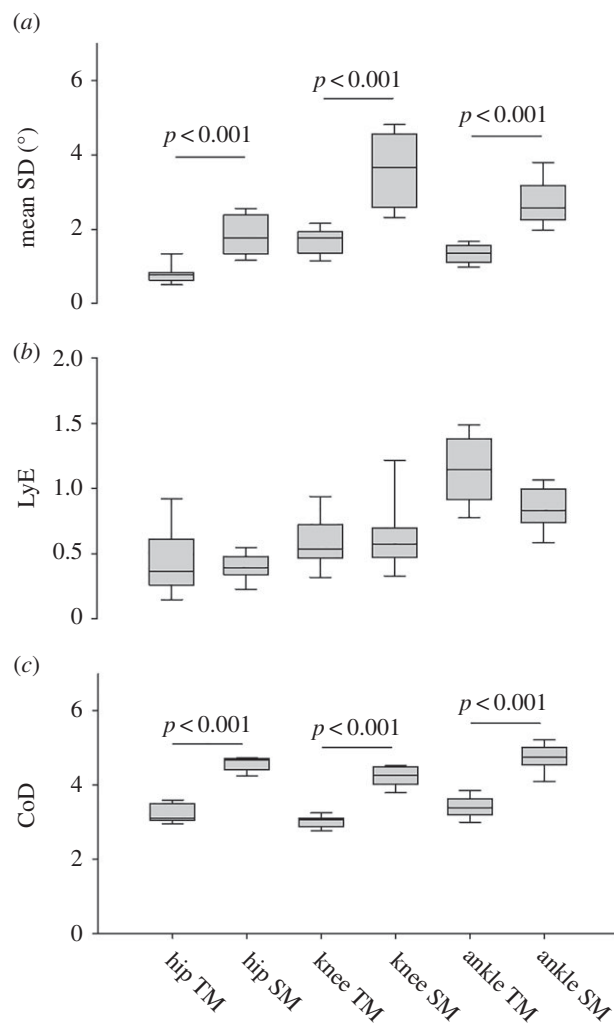 (a)
6
4
2
0
mean SD (°)
p < 0.001
p < 0.001
p < 0.001
(b)
2.0
1.5
1.0
0.5
0
LyE
(c)
6
4
2
0
CoD
p < 0.001
p < 0.001
p < 0.001
hip TM
hip SM
knee TM
knee SM
ankle TM
ankle SM